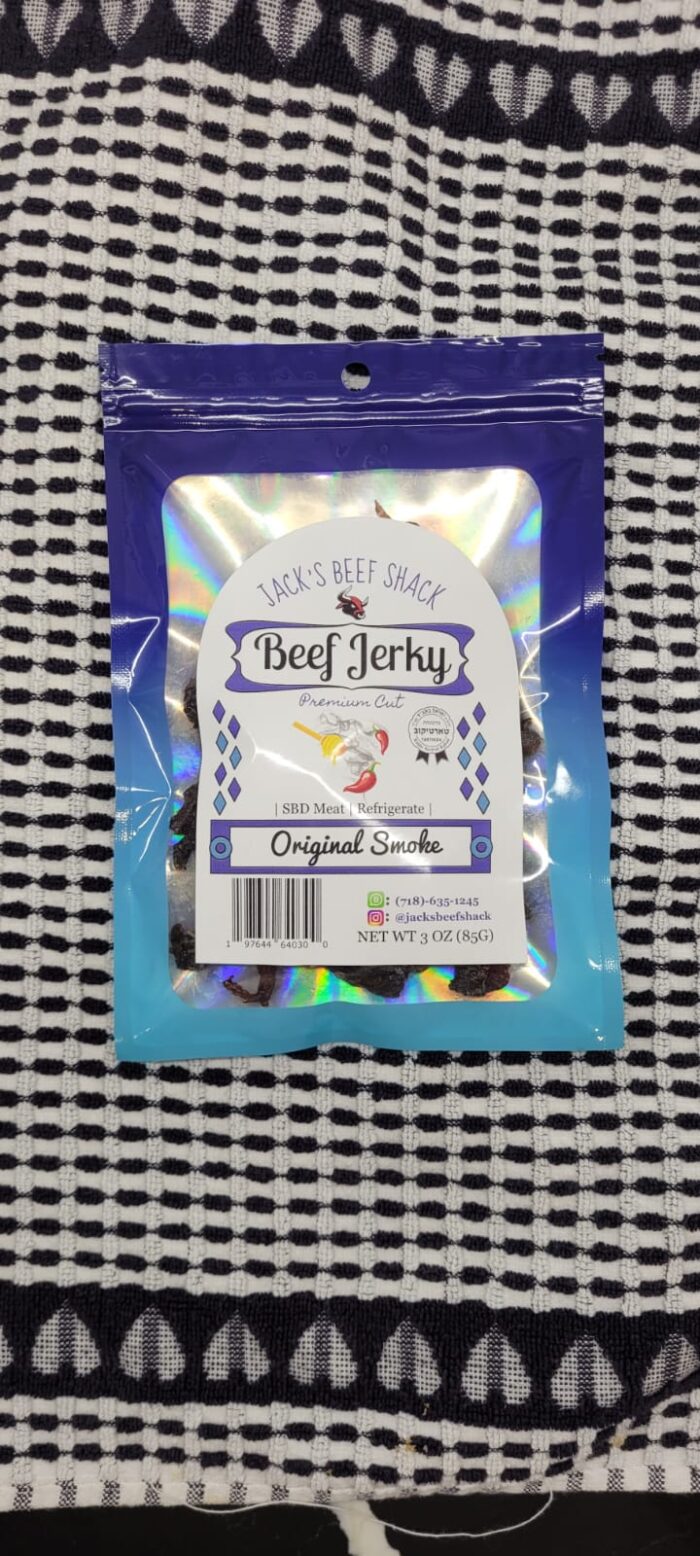 JACK'S BEEF SHACK
Beef Jerky
Premium Cut
טארטיקוב
| SBD Meat | Refrigerate |
Original Smoke
: (718)-635-1245
: @jacksbeefshack
NET WT 3 OZ (85G)
1 97644 64030 0